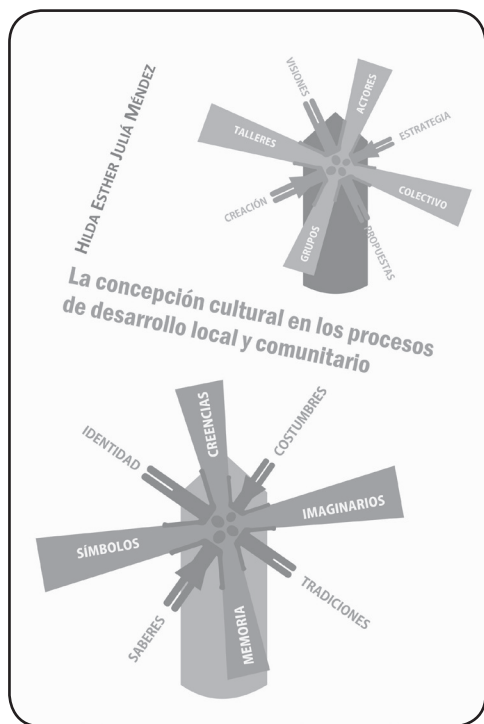 HILDA ESTHER JULIÁ MÉNDEZ
VISIONES
ACTORES
ESTRATEGIA
TALLERES
COLECTIVO
CREACIÓN
GRUPOS
PROPUESTAS
La concepción cultural en los procesos
de desarrollo local y comunitario
CREENCIAS
COSTUMBRES
IDENTIDAD
IMAGINARIOS
SÍMBOLOS
TRADICIONES
SABERES
MEMORIA